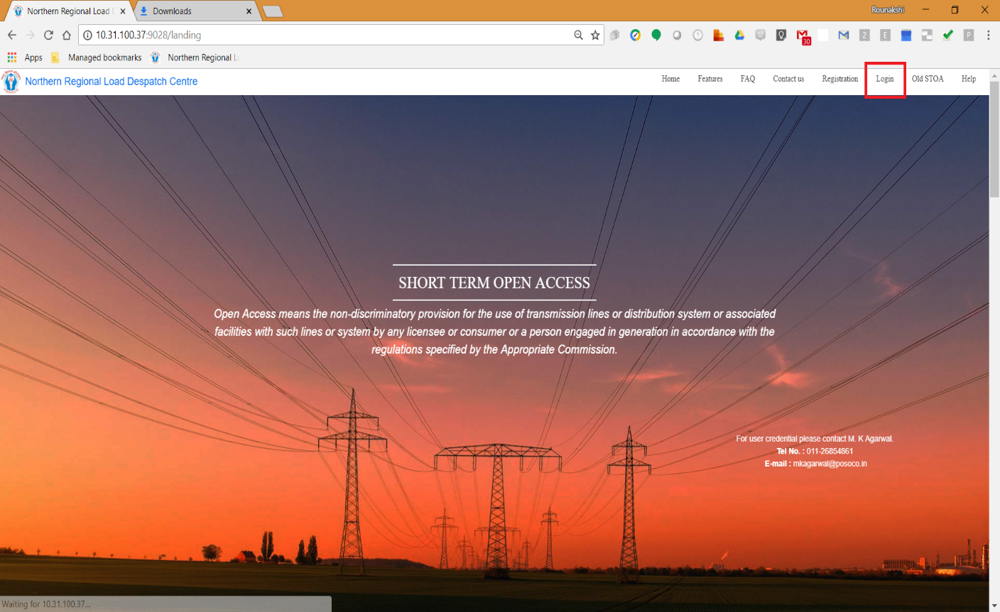 Northern Regional Load
Downloads
Rounakshi
10.31.100.37:9028/landing
30
2
E
P
Apps
Managed bookmarks
Northern Regional
Northern Regional Load Despatch Centre
Home
Features
FAQ
Contact us
Registration
Login
Old STOA
Help
SHORT TERM OPEN ACCESS
Open Access means the non-discriminatory provision for the use of transmission lines or distribution system or associated
facilities with such lines or system by any licensee or consumer or a person engaged in generation in accordance with the
regulations specified by the Appropriate Commission.
For user credential please contact M. K Agarwal.
Tel No. : 011-26854861
E-mail : mkagarwal@posoco.in
Waiting for 10.31.100.37...